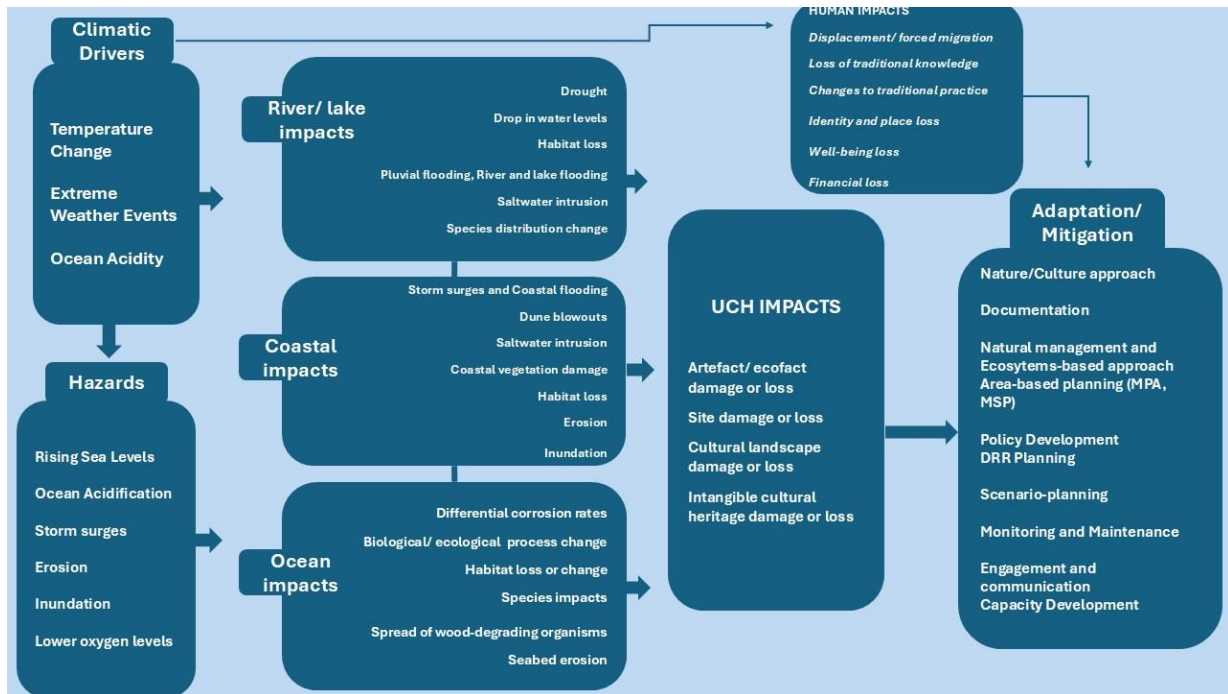 Climatic
Drivers
Temperature
Change
Extreme
Weather Events
Ocean Acidity
Hazards
Rising Sea Levels
Ocean Acidification
Storm surges
Erosion
Inundation
Lower oxygen levels
River/ lake
impacts
Drought
Drop in water levels
Habitat loss
Pluvial flooding, River and lake flooding
Saltwater intrusion
Species distribution change
Coastal
impacts
Storm surges and Coastal flooding
Dune blowouts
Saltwater intrusion
Coastal vegetation damage
Habitat loss
Erosion
Inundation
Ocean
impacts
Differential corrosion rates
Biological/ ecological process change
Habitat loss or change
Species impacts
Spread of wood-degrading organisms
Seabed erosion
HUMAN IMPACTS
Displacement/ forced migration
Loss of traditional knowledge
Changes to traditional practice
Identity and place loss
Well-being loss
Financial loss
UCH IMPACTS
Artefact/ ecofact
damage or loss
Site damage or loss
Cultural landscape
damage or loss
Intangible cultural
heritage damage or loss
Adaptation/
Mitigation
Nature/Culture approach
Documentation
Natural management and
Ecosytems-based approach
Area-based planning (MPA,
MSP)
Policy Development
DRR Planning
Scenario-planning
Monitoring and Maintenance
Engagement and
communication
Capacity Development